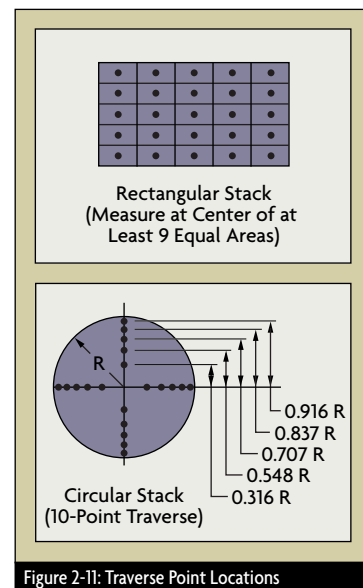 Rectangular Stack
(Measure at Center of at
Least 9 Equal Areas)
R
0.916 R
0.837 R
0.707 R
0.548 R
0.316 R
Circular Stack
(10-Point Traverse)
Figure 2-11: Traverse Point Locations